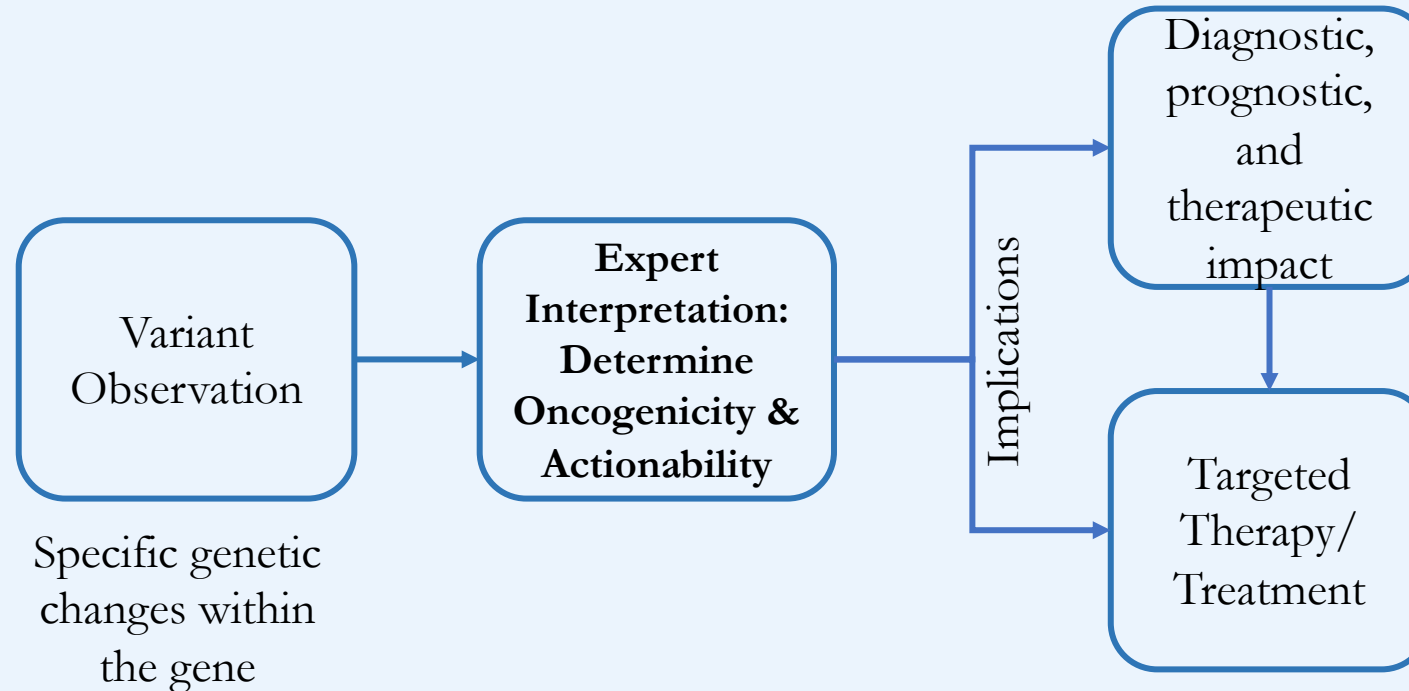 Variant
Observation
Specific genetic
changes within
the gene
Expert
Interpretation:
Determine
Oncogenicity &
Actionability
Implications
Diagnostic,
prognostic,
and
therapeutic
impact
Targeted
Therapy/
Treatment